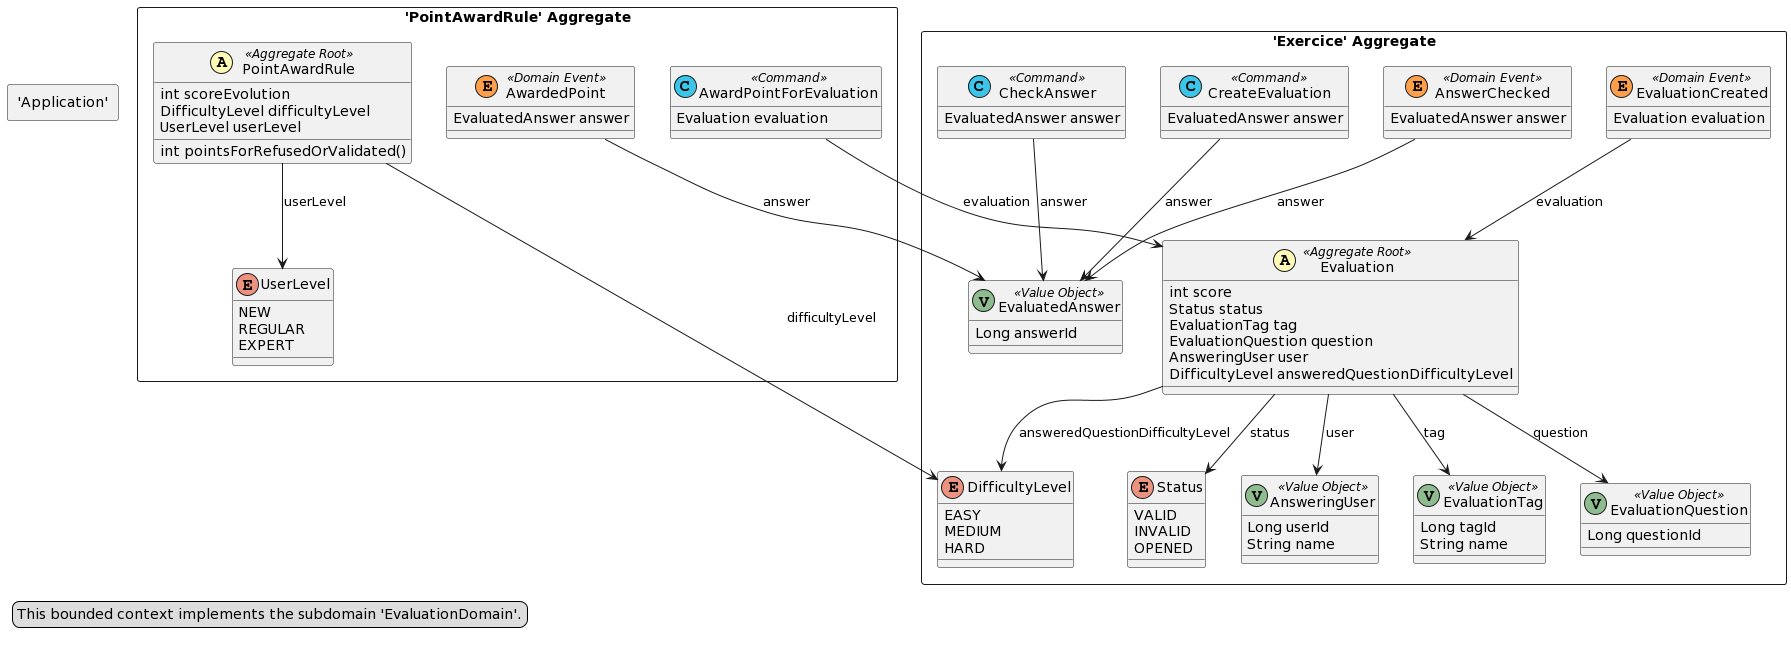 'Application'
'PointAwardRule' Aggregate
A
«Aggregate Root»
PointAwardRule
int scoreEvolution
DifficultyLevel difficultyLevel
UserLevel userLevel
int pointsForRefusedOrValidated()
E
«Domain Event»
AwardedPoint
EvaluatedAnswer answer
C
«Command»
AwardPointForEvaluation
Evaluation evaluation
userLevel
answer
evaluation
difficultyLevel
E
UserLevel
NEW
REGULAR
EXPERT
'Exercice' Aggregate
C
«Command»
CheckAnswer
EvaluatedAnswer answer
C
«Command»
CreateEvaluation
EvaluatedAnswer answer
E
«Domain Event»
AnswerChecked
EvaluatedAnswer answer
E
«Domain Event»
EvaluationCreated
Evaluation evaluation
answer
answer
answer
evaluation
V
«Value Object»
EvaluatedAnswer
Long answerId
A
«Aggregate Root»
Evaluation
int score
Status status
EvaluationTag tag
EvaluationQuestion question
AnsweringUser user
DifficultyLevel answeredQuestionDifficultyLevel
answeredQuestionDifficultyLevel
status
user
tag
question
E
DifficultyLevel
EASY
MEDIUM
HARD
E
Status
VALID
INVALID
OPENED
V
«Value Object»
AnsweringUser
Long userId
String name
V
«Value Object»
EvaluationTag
Long tagId
String name
V
«Value Object»
EvaluationQuestion
Long questionId
This bounded context implements the subdomain 'EvaluationDomain'.